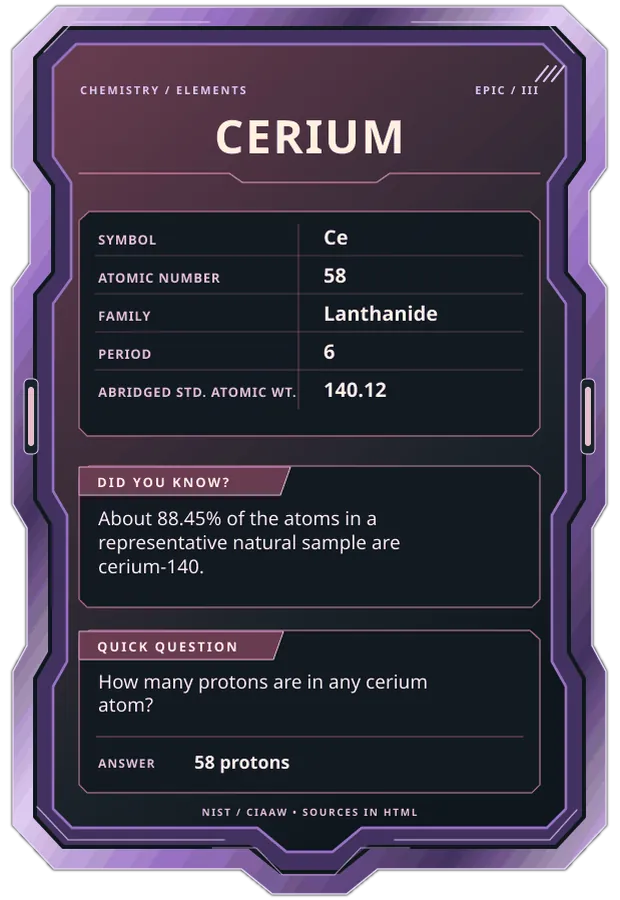 CHEMISTRY / ELEMENTS
EPIC / III
CERIUM
SYMBOL Ce
ATOMIC NUMBER 58
FAMILY Lanthanide
PERIOD 6
ABRIDGED STD. ATOMIC WT. 140.12
DID YOU KNOW?
About 88.45% of the atoms in a
representative natural sample are
cerium-140.
QUICK QUESTION
How many protons are in any cerium
atom?
ANSWER 58 protons
NIST / CIAAW • SOURCES IN HTML